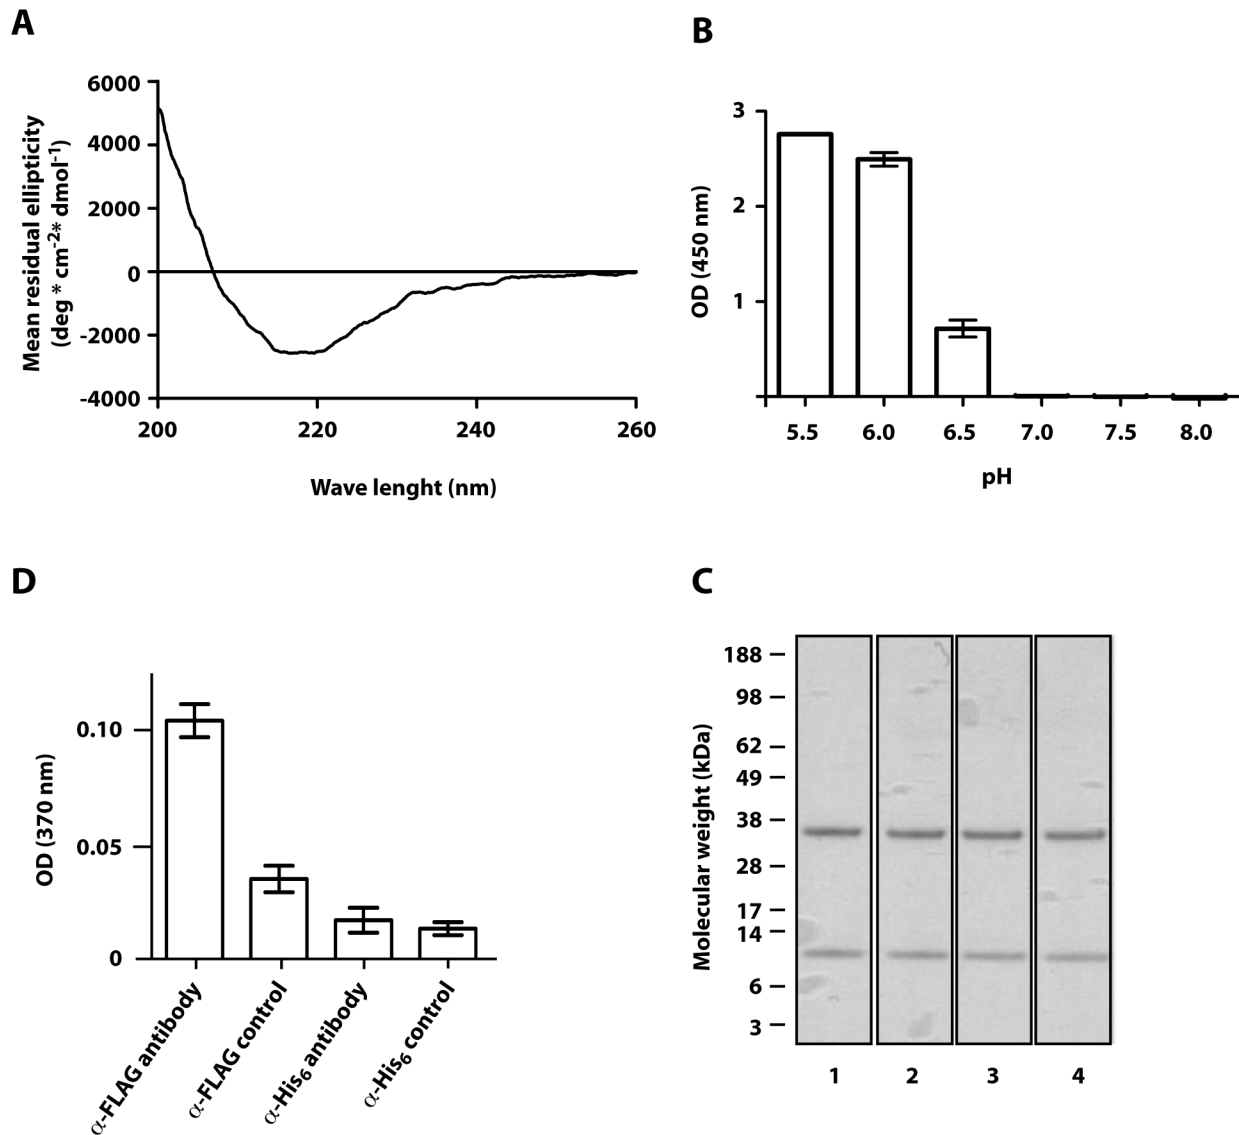 A
6000
4000
2000
0
-2000
-4000
Mean residual ellipticity
(deg * cm-2* dmol-1)
200
220
240
260
Wave lenght (nm)
B
3
2
1
OD (450 nm)
5.5
6.0
6.5
7.0
7.5
8.0
pH
D
0.10
0.05
0
OD (370 nm)
α-FLAG antibody
α-FLAG control
α-His6 antibody
α-His6 control
C
188
98
62
49
38
28
17
14
6
3
Molecular weight (kDa)
1
2
3
4